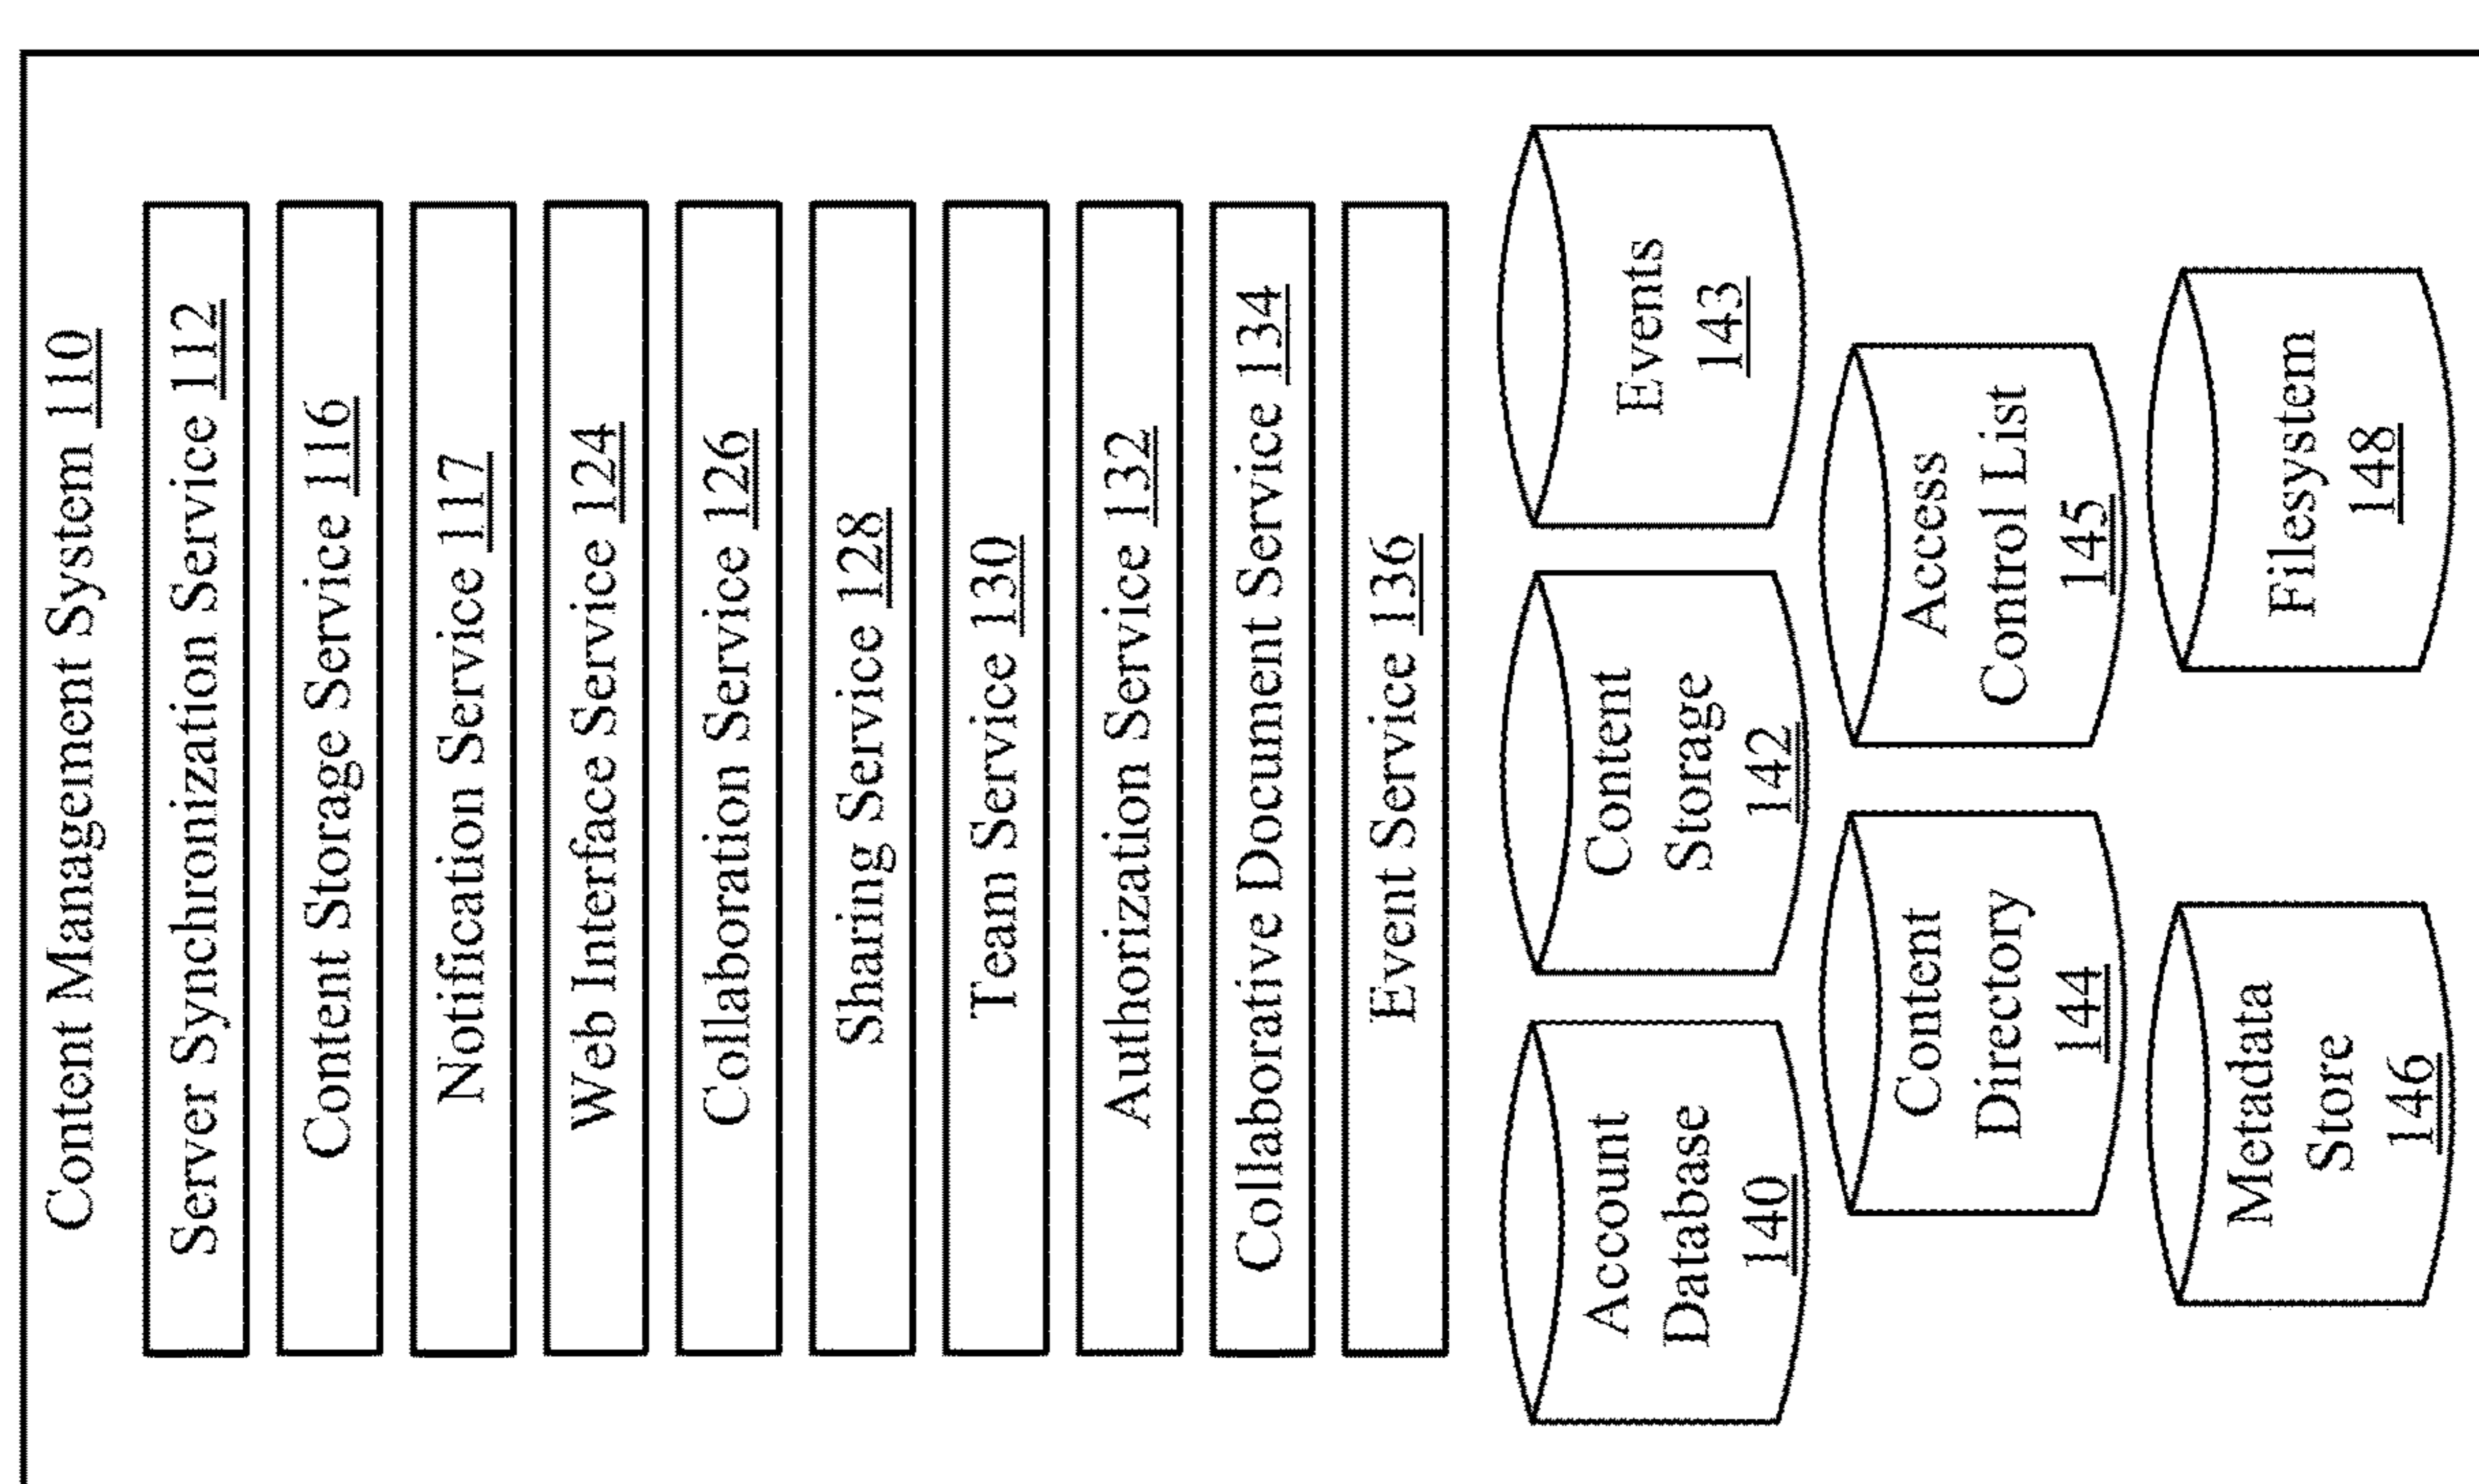 Content Management System 110
Server Synchronization Service 112
Content Storage Service 116
Notification Service 117
Web Interface Service 124
Collaboration Service 126
Sharing Service 128
Team Service 130
Authorization Service 132
Collaborative Document Service 134
Event Service 136
Account
Database
140
Content
Storage
142
Events
143
Content
Directory
144
Access
Control List
145
Metadata
Store
146
Filesystem
148